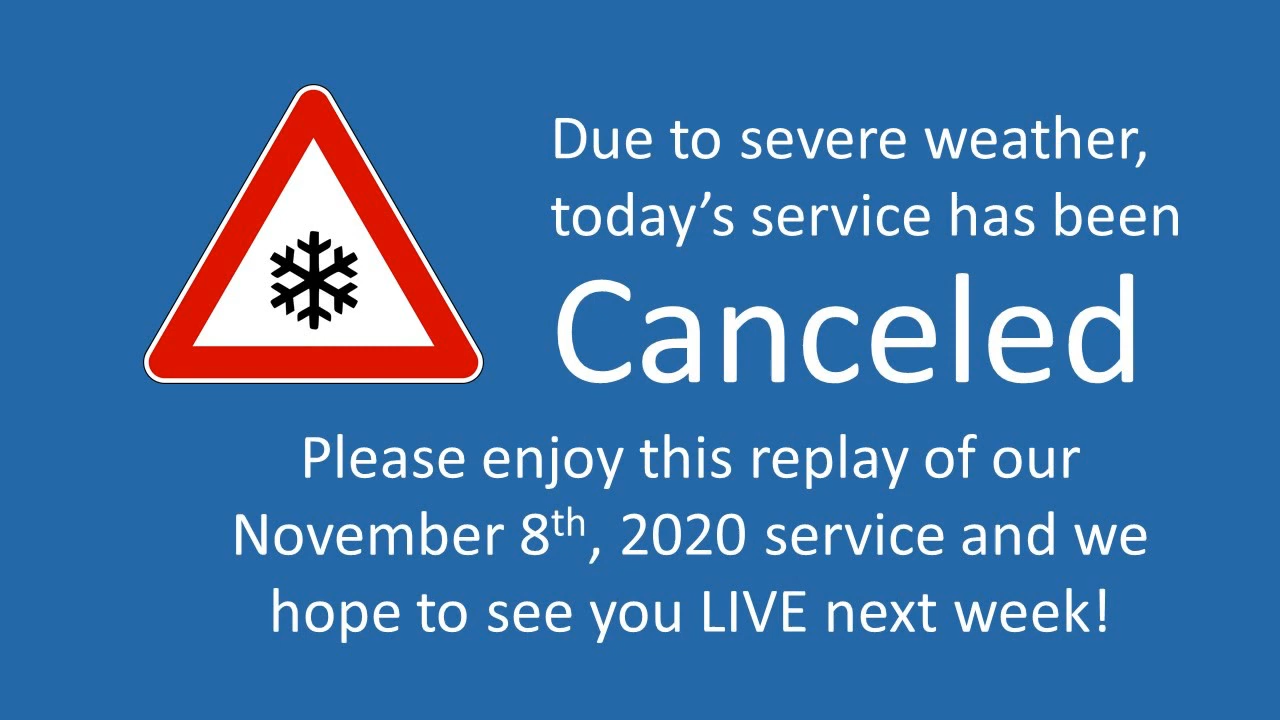 Due to severe weather,
today’s service has been
Canceled
Please enjoy this replay of our
November 8th, 2020 service and we
hope to see you LIVE next week!